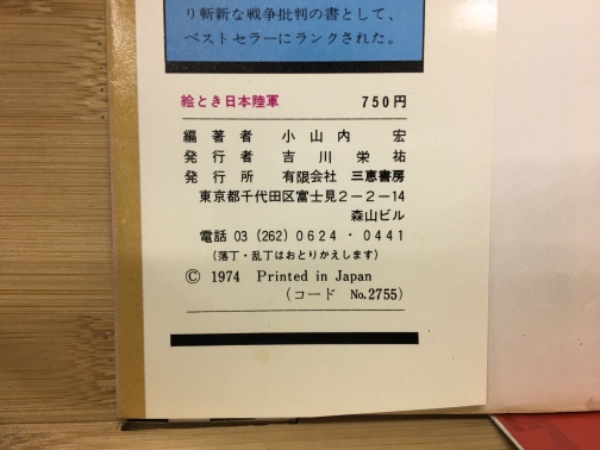 り斬新な戦争批判の書として、
ベストセラーにランクされた。
絵とき日本陸軍 750円
編著者 小山内 宏
発行者 吉川栄祐
発行所 有限会社 三恵書房
東京都千代田区富士見2-2-14
森山ビル
電話 03 (262) 0624・0441
(落丁・乱丁はおとりかえします)
© 1974 Printed in Japan
(コード No.2755)